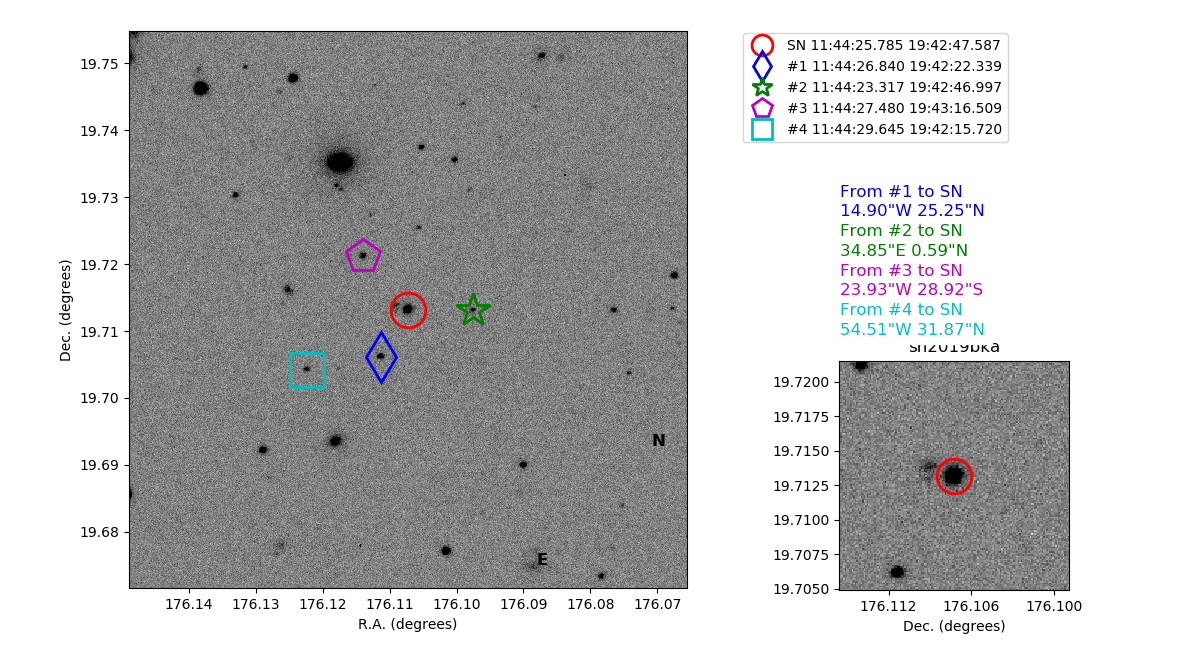 19.75
19.74
19.73
19.72
19.71
19.70
19.69
19.68
Dec. (degrees)
176.14 176.13 176.12 176.11 176.10 176.09 176.08 176.07
R.A. (degrees)
N
E
SN 11:44:25.785 19:42:47.587
#1 11:44:26.840 19:42:22.339
#2 11:44:23.317 19:42:46.997
#3 11:44:27.480 19:43:16.509
#4 11:44:29.645 19:42:15.720
From #1 to SN
14.90"W 25.25"N
From #2 to SN
34.85"E 0.59"N
From #3 to SN
23.93"W 28.92"S
From #4 to SN
54.51"W 31.87"N
sn2019bka
19.7200
19.7175
19.7150
19.7125
19.7100
19.7075
19.7050
176.112 176.106 176.100
Dec. (degrees)